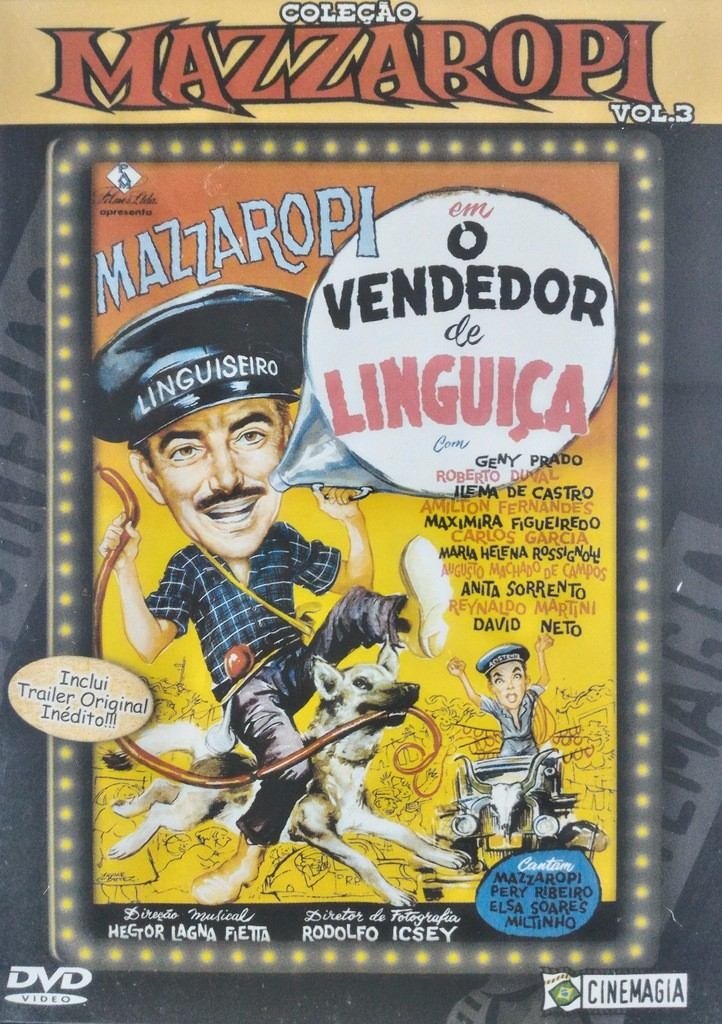 COLEÇÃO
MAZZAROPI
VOL.3
PAM
Filmes Ltda.
apresenta
MAZZAROPI
em
O
VENDEDOR
de
LINGUIÇA
LINGUISEIRO
Com
GENY PRADO
ROBERTO DUVAL
ILENA DE CASTRO
AMILTON FERNANDES
MAXIMIRA FIGUEIREDO
CARLOS GARCIA
MARIA HELENA ROSSIGNOLLI
AUGUSTO MACHADO DE CAMPOS
ANITA SORRENTO
REYNALDO MARTINI
DAVID NETO
Inclui
Trailer Original
Inédito!!!
Cantam
MAZZAROPI
PERY RIBEIRO
ELSA SOARES
MILTINHO
Direção Musical
HECTOR LAGNA FIETTA
Diretor de Fotografia
RODOLFO ICSEY
DVD
VIDEO
CINEMAGIA